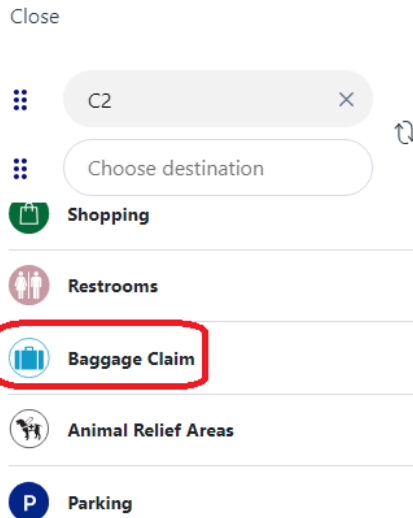 Close
C2
Choose destination
Shopping
Restrooms
Baggage Claim
Animal Relief Areas
P Parking